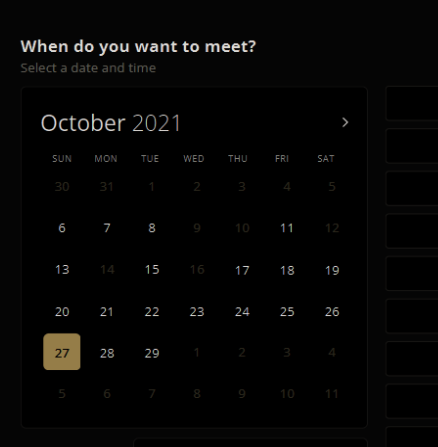 When do you want to meet?
Select a date and time
October 2021
SUN MON TUE WED THU FRI SAT
30 31 1 2 3 4 5
6 7 8 9 10 11 12
13 14 15 16 17 18 19
20 21 22 23 24 25 26
27 28 29 1 2 3 4
5 6 7 8 9 10 11